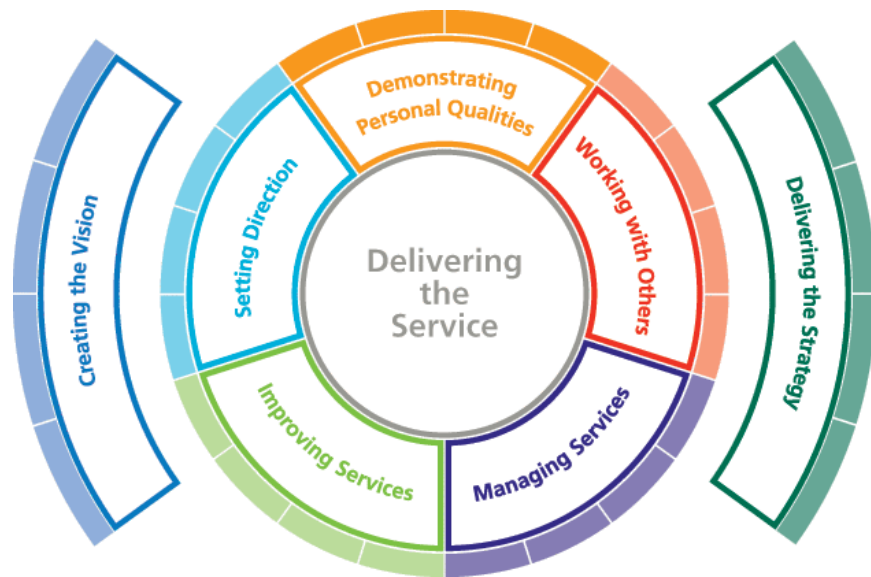 Demonstrating
Personal Qualities
Creating the Vision
Setting Direction
Delivering
the
Service
Working with Others
Delivering the Strategy
Improving Services
Managing Services